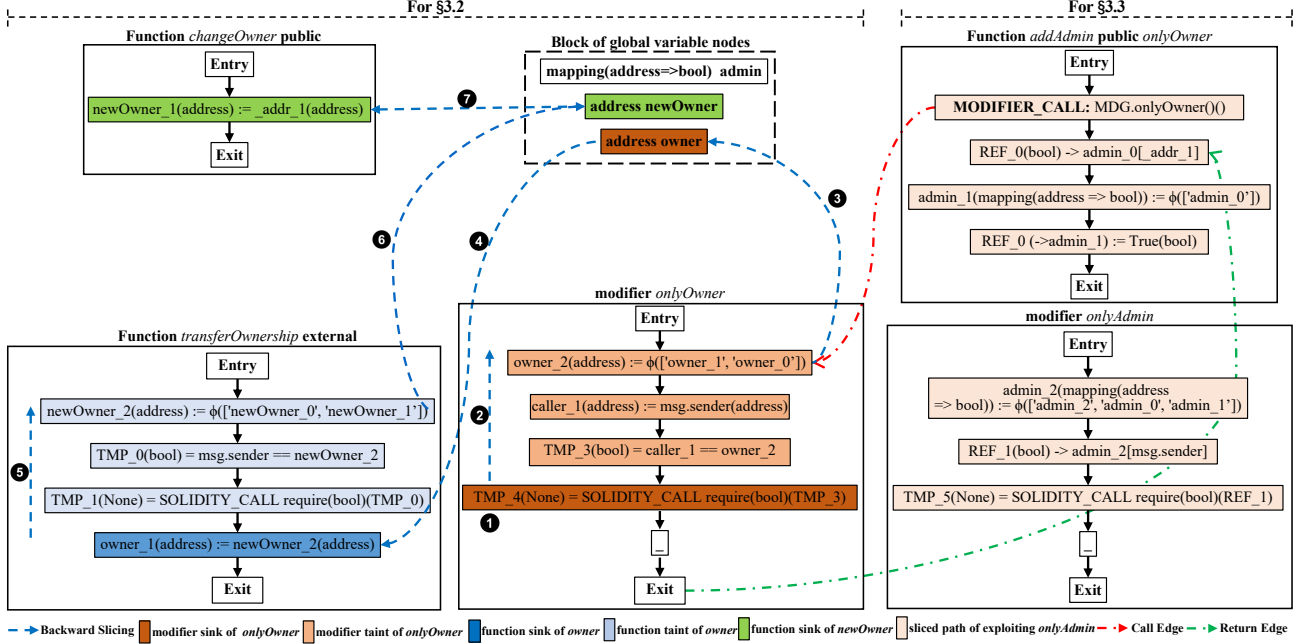 For §3.2
For §3.3
Function changeOwner public
Entry
newOwner_1(address) := _addr_1(address)
Exit
Block of global variable nodes
mapping(address=>bool) admin
address newOwner
address owner
Function addAdmin public onlyOwner
Entry
MODIFIER_CALL: MDG.onlyOwner()()
REF_0(bool) -> admin_0[_addr_1]
admin_1(mapping(address => bool)) := ϕ(['admin_0'])
REF_0 (->admin_1) := True(bool)
Exit
7
3
6
4
Function transferOwnership external
Entry
newOwner_2(address) := ϕ(['newOwner_0', 'newOwner_1'])
TMP_0(bool) = msg.sender == newOwner_2
TMP_1(None) = SOLIDITY_CALL require(bool)(TMP_0)
owner_1(address) := newOwner_2(address)
Exit
5
modifier onlyOwner
Entry
owner_2(address) := ϕ(['owner_1', 'owner_0'])
caller_1(address) := msg.sender(address)
TMP_3(bool) = caller_1 == owner_2
TMP_4(None) = SOLIDITY_CALL require(bool)(TMP_3)
_
Exit
2
1
modifier onlyAdmin
Entry
admin_2(mapping(address
=> bool)) := ϕ(['admin_2', 'admin_0', 'admin_1'])
REF_1(bool) -> admin_2[msg.sender]
TMP_5(None) = SOLIDITY_CALL require(bool)(REF_1)
_
Exit
Backward Slicing
modifier sink of onlyOwner
modifier taint of onlyOwner
function sink of owner
function taint of owner
function sink of newOwner
sliced path of exploiting onlyAdmin
Call Edge
Return Edge